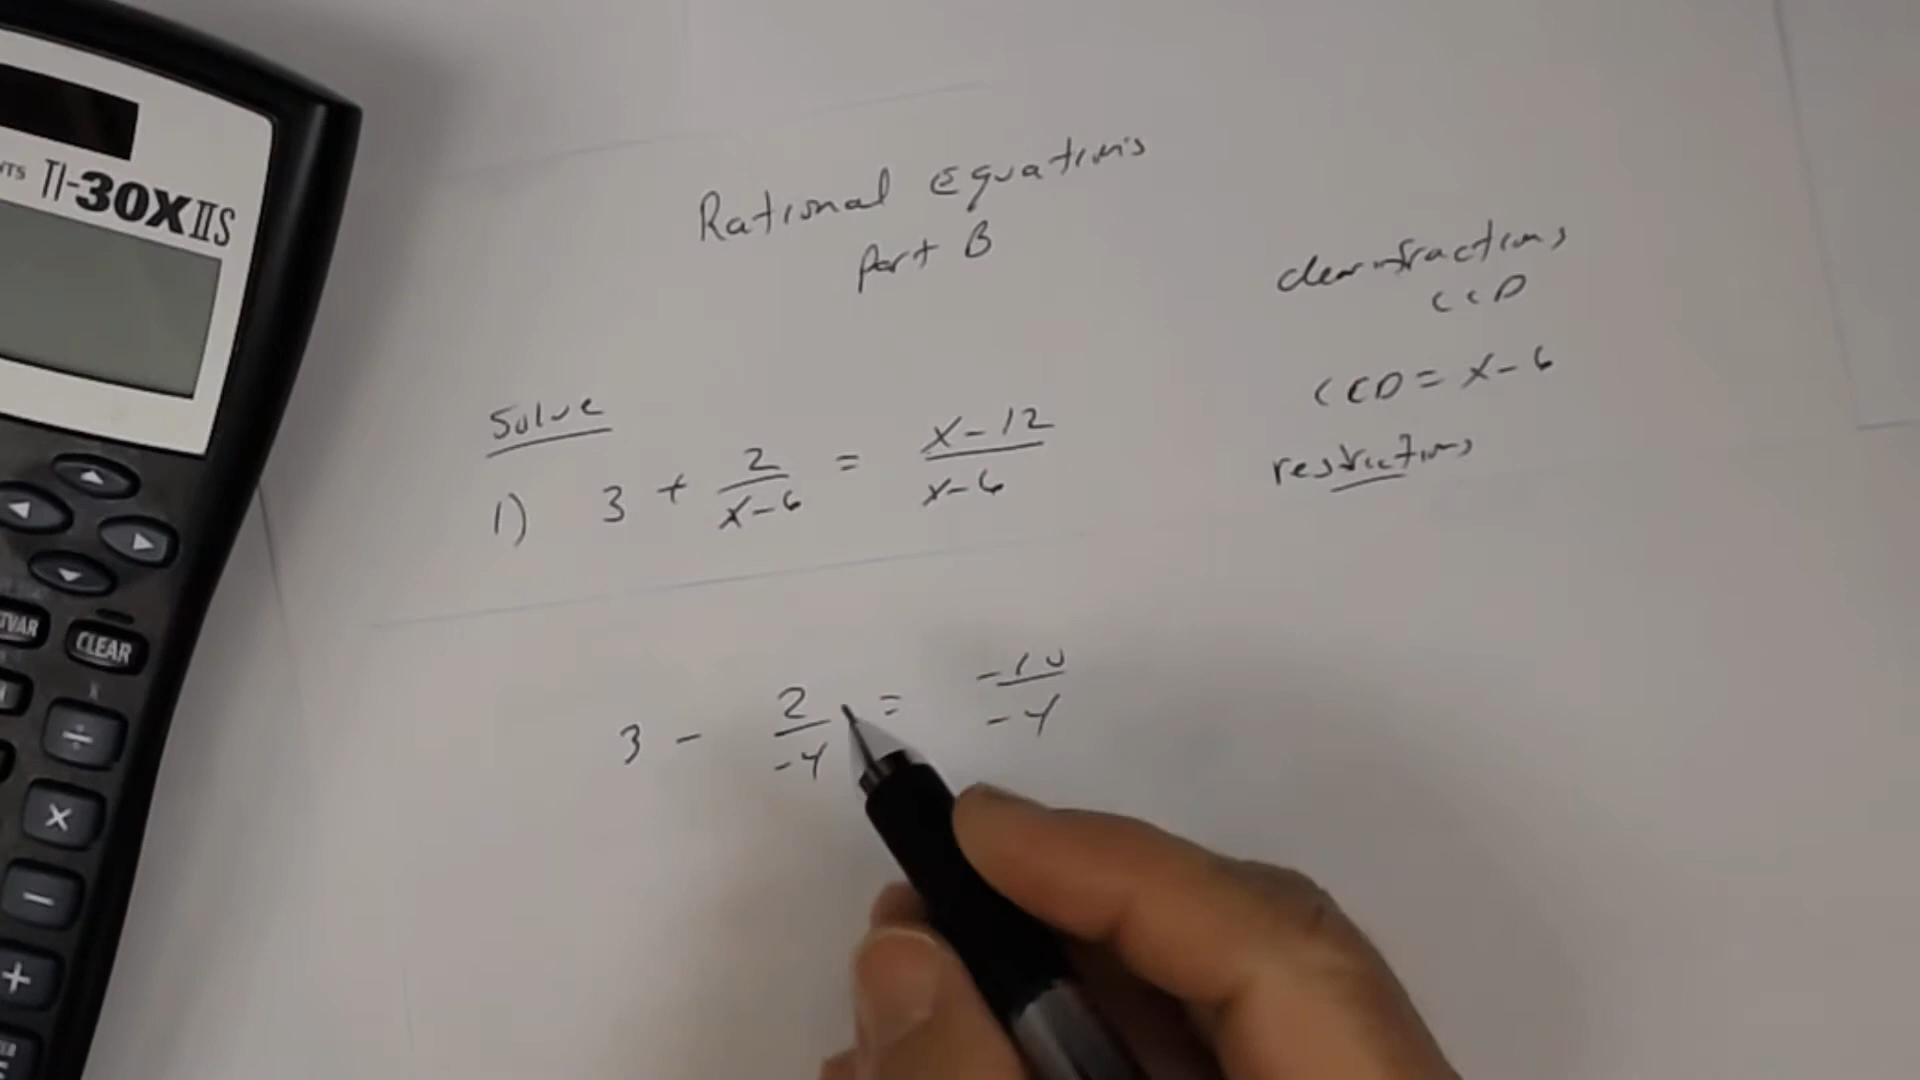 TI-30XIIS
CLEAR
Rational Equations
part B
clear fractions
LCD
LCD = x-6
restrictions
Solve
1) 3 + 2/(x-6) = (x-12)/(x-6)
3 - 2/-4 = -10/-4